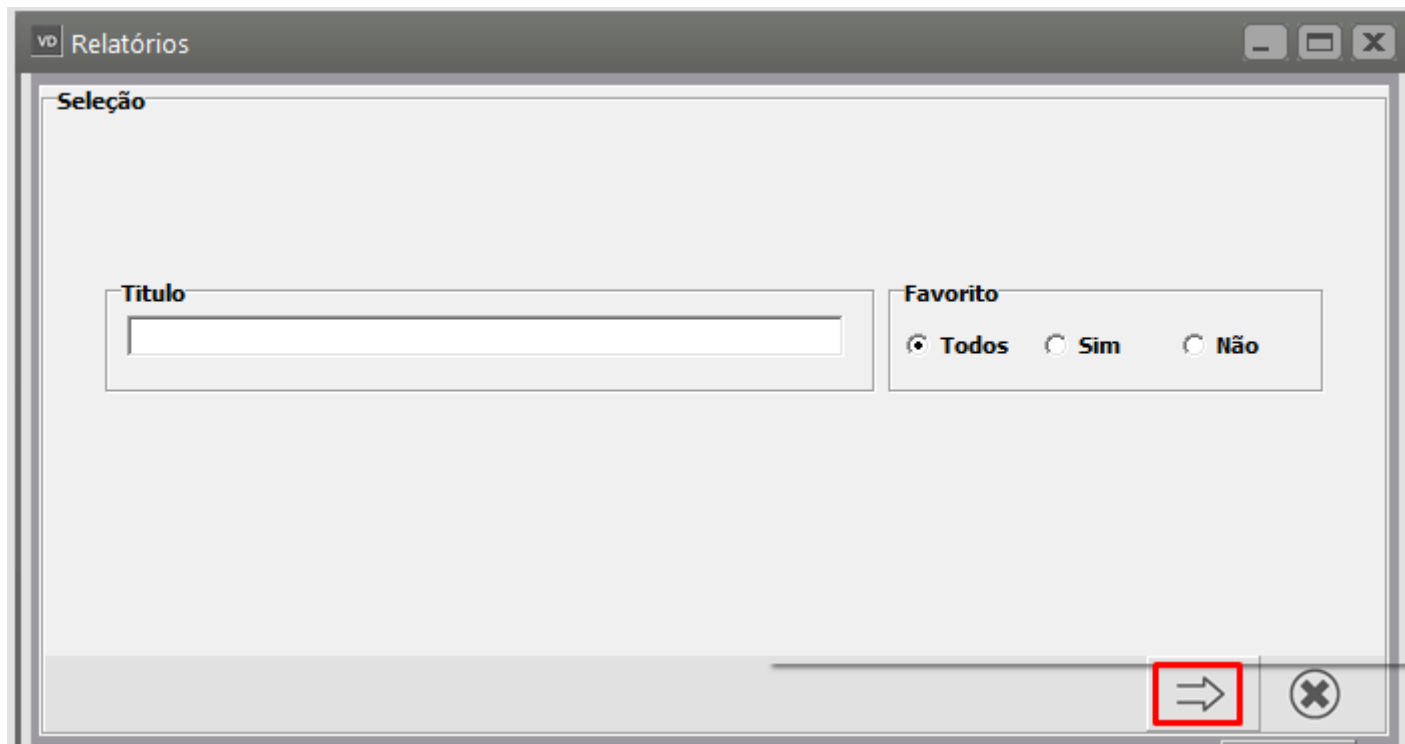 VD Relatórios
Seleção
Titulo
Favorito
Todos Sim Não